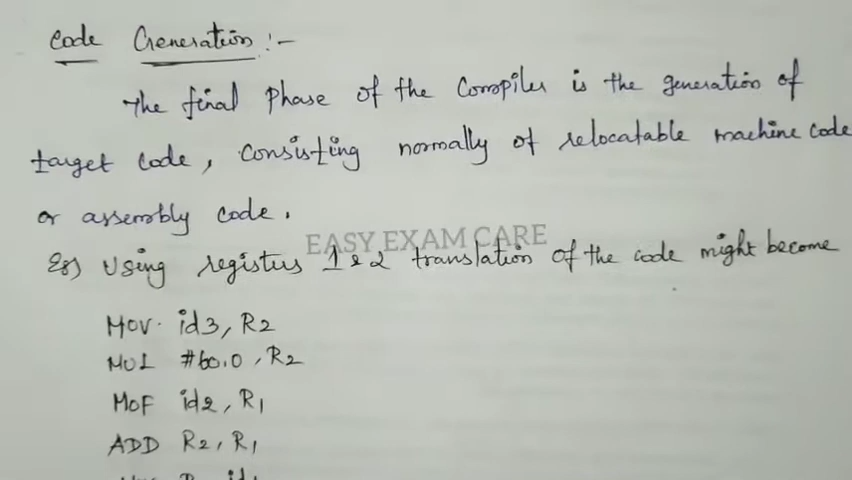 Code Generation :-
The final Phase of the Compiler is the generation of
target code, consisting normally of relocatable machine code
or assembly code.
EASY EXAM CARE
Eg) Using registers 1 & 2 translation of the code might become
MOV. id3, R2
MUL #60.0, R2
MOF id2, R1
ADD R2, R1